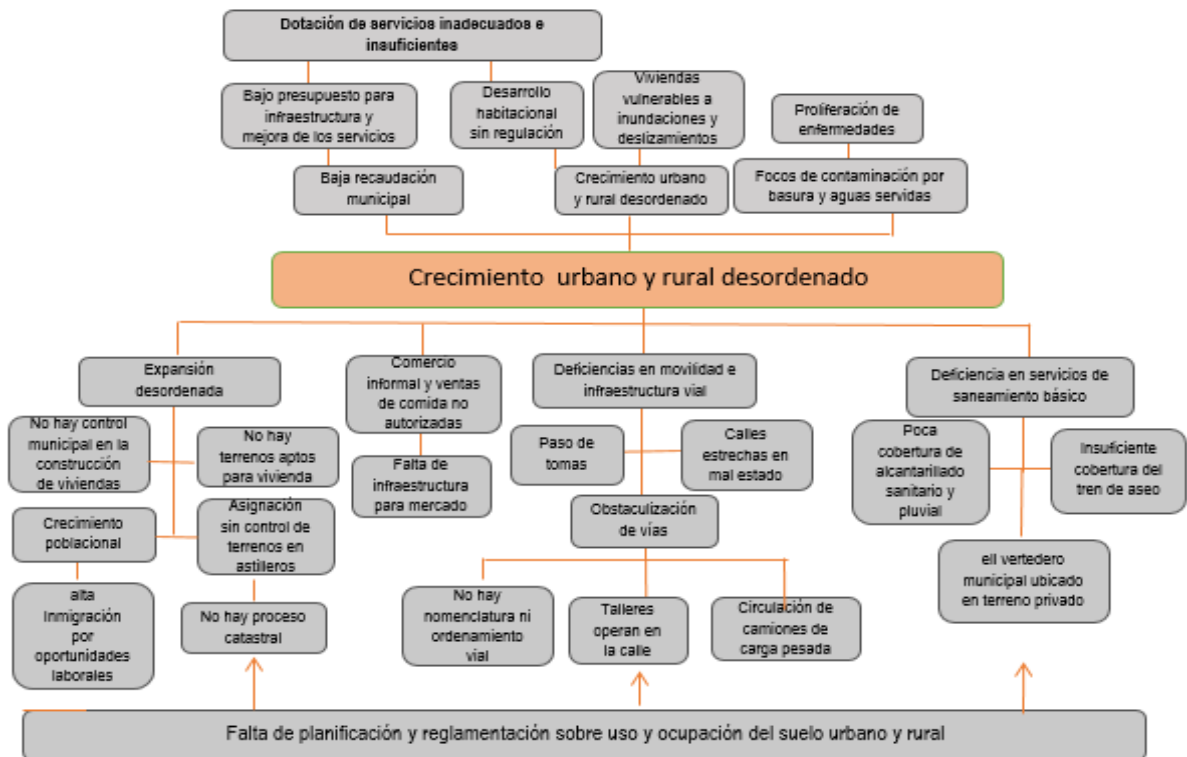 Dotación de servicios inadecuados e
insuficientes
Bajo presupuesto para
infraestructura y
mejora de los servicios
Desarrollo
habitacional
sin regulación
Viviendas
vulnerables a
inundaciones y
deslizamientos
Proliferación de
enfermedades
Baja recaudación
municipal
Crecimiento urbano
y rural desordenado
Focos de contaminación por
basura y aguas servidas
Crecimiento urbano y rural desordenado
Expansión
desordenada
Comercio
informal y ventas
de comida no
autorizadas
Deficiencias en movilidad e
infraestructura vial
Deficiencia en servicios de
saneamiento básico
No hay control
municipal en la
construcción
de viviendas
No hay
terrenos aptos
para vivienda
Falta de
infraestructura
para mercado
Paso de
tomas
Calles
estrechas en
mal estado
Poca
cobertura de
alcantarillado
sanitario y
pluvial
Insuficiente
cobertura del
tren de aseo
Crecimiento
poblacional
Asignación
sin control de
terrenos en
astilleros
Obstaculización
de vías
ell vertedero
municipal ubicado
en terreno privado
alta
Inmigración
por
oportunidades
laborales
No hay proceso
catastral
No hay
nomenclatura ni
ordenamiento
vial
Talleres
operan en
la calle
Circulación de
camiones de
carga pesada
Falta de planificación y reglamentación sobre uso y ocupación del suelo urbano y rural